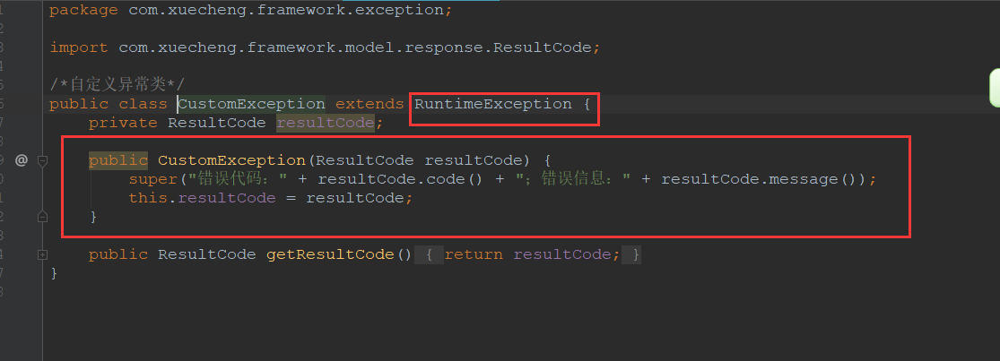 package com.xuecheng.framework.exception;
import com.xuecheng.framework.model.response.ResultCode;
/*自定义异常类*/
public class CustomException extends RuntimeException {
private ResultCode resultCode;
@ public CustomException(ResultCode resultCode) {
super("错误代码：" + resultCode.code() + "；错误信息：" + resultCode.message());
this.resultCode = resultCode;
}
public ResultCode getResultCode() { return resultCode; }
}